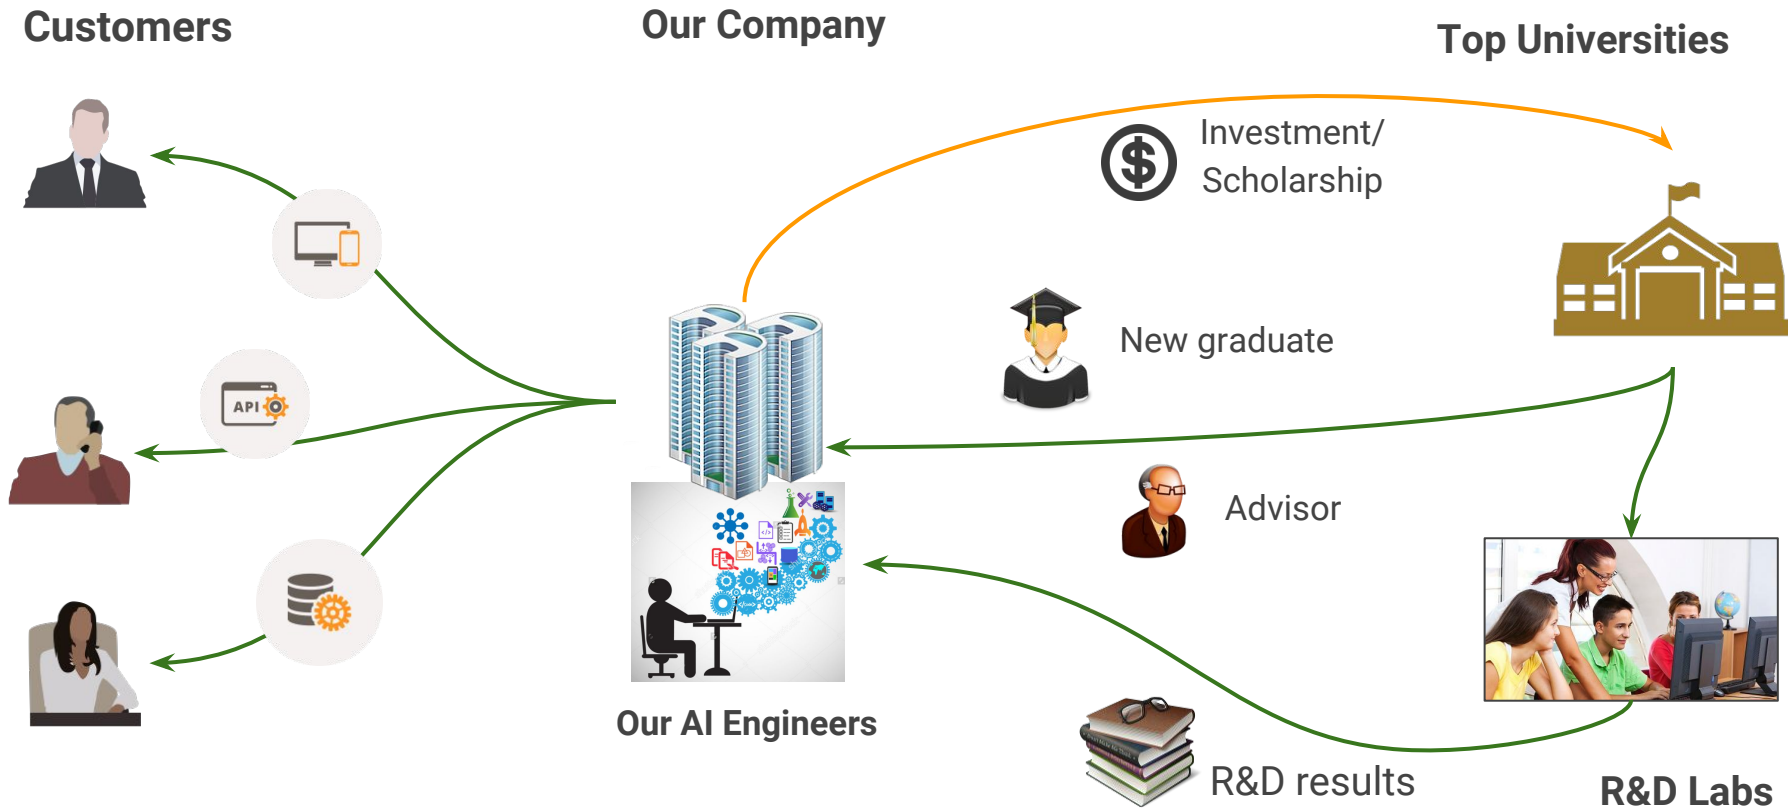 Customers
Our Company
Top Universities
Investment/
Scholarship
New graduate
API
Advisor
Our AI Engineers
R&D results
R&D Labs